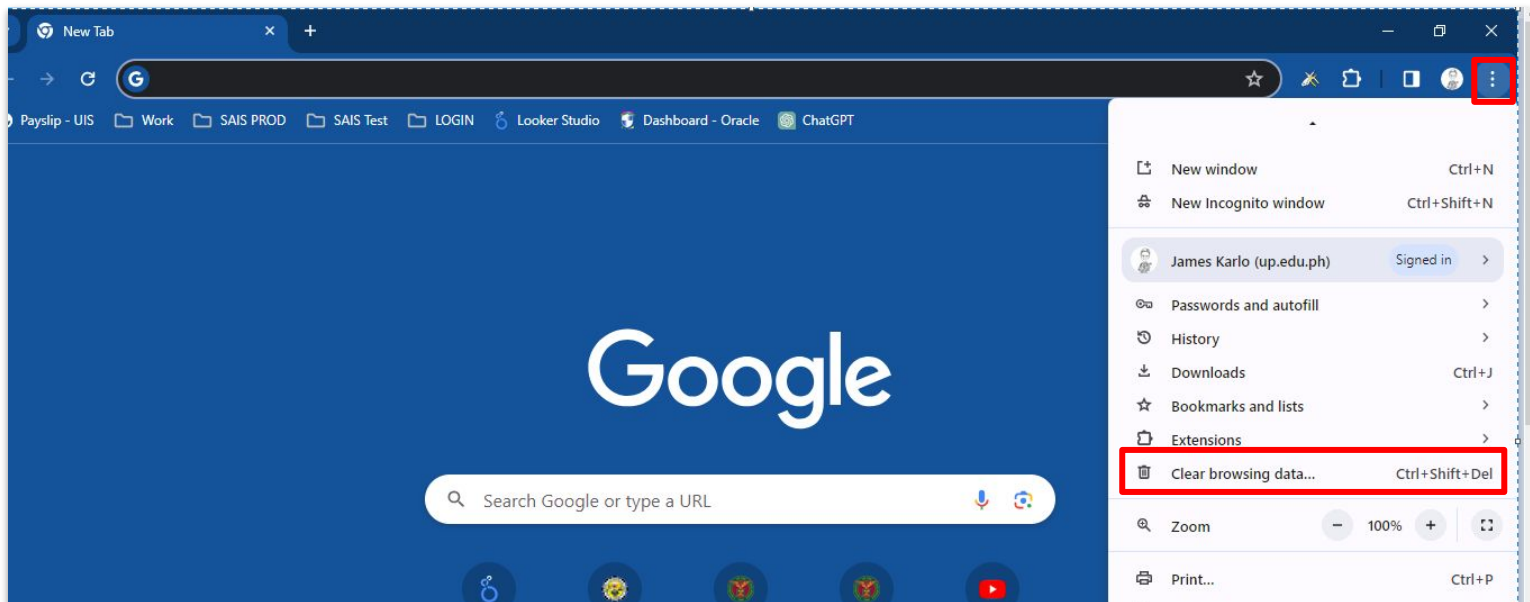 New Tab
G
Payslip - UIS Work SAIS PROD SAIS Test LOGIN Looker Studio Dashboard - Oracle ChatGPT
New window Ctrl+N
New Incognito window Ctrl+Shift+N
James Karlo (up.edu.ph) Signed in
Passwords and autofill
History
Downloads Ctrl+J
Bookmarks and lists
Extensions
Clear browsing data... Ctrl+Shift+Del
Zoom - 100% +
Print... Ctrl+P
Google
Search Google or type a URL